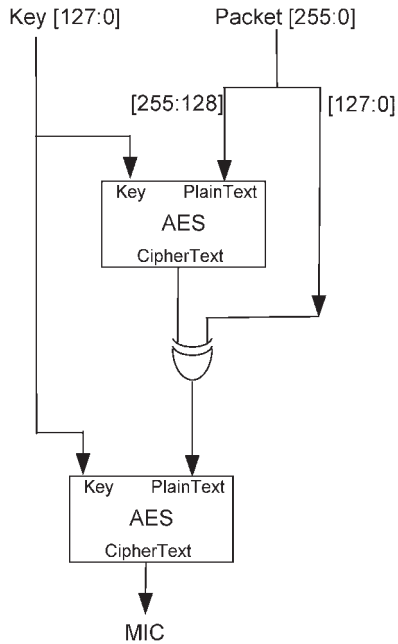 Key [127:0]
Packet [255:0]
[255:128]
[127:0]
Key
PlainText
AES
CipherText
Key
PlainText
AES
CipherText
MIC